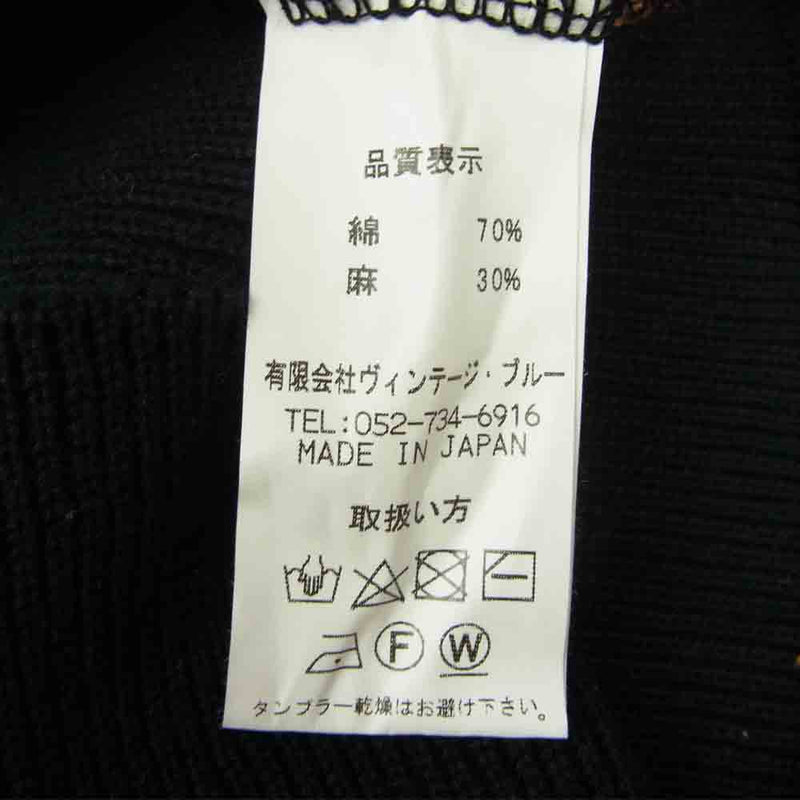 品質表示
綿 70%
麻 30%
有限会社ヴィンテージ・ブルー
TEL:052-734-6916
MADE IN JAPAN
取扱い方
F W
タンブラー乾燥はお避け下さい。